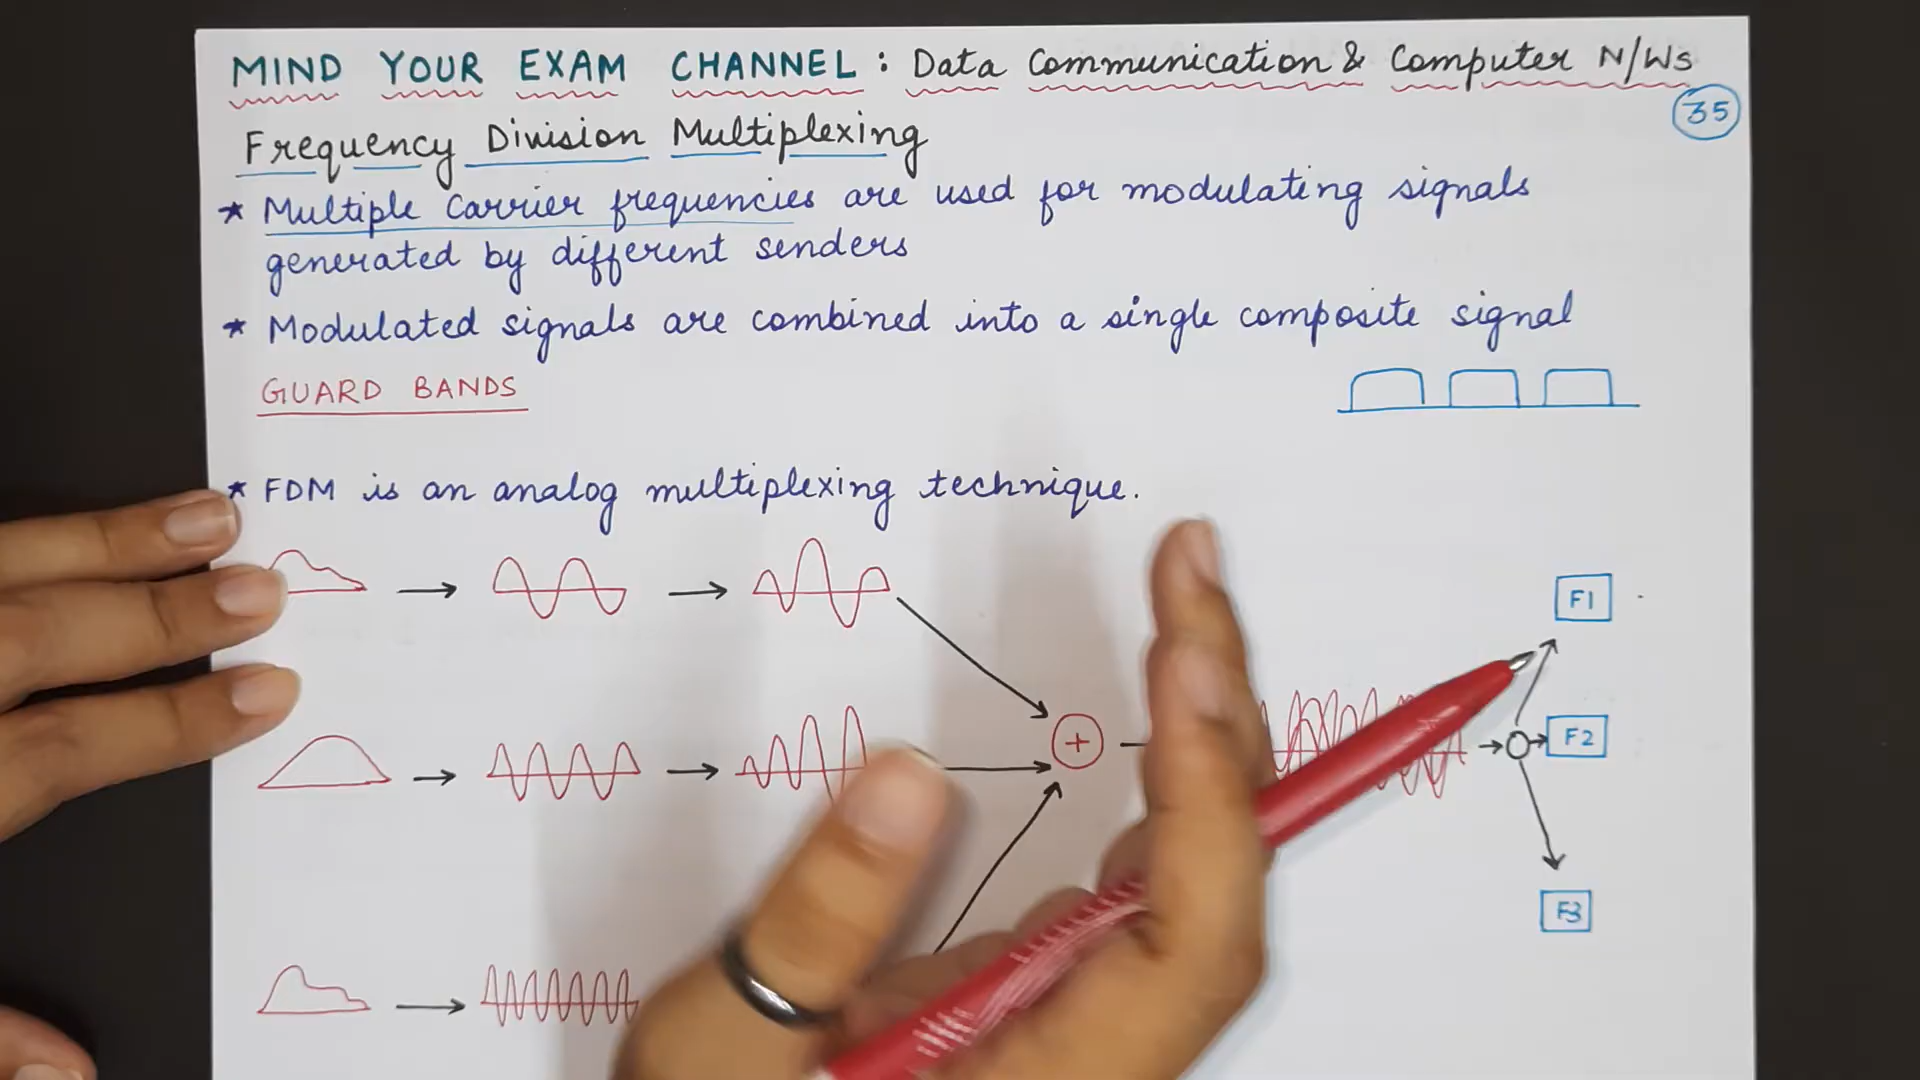 MIND YOUR EXAM CHANNEL : Data Communication & Computer N/Ws
35
Frequency Division Multiplexing
* Multiple Carrier frequencies are used for modulating signals
generated by different senders
* Modulated signals are combined into a single composite signal
GUARD BANDS
* FDM is an analog multiplexing technique.
F1
+
F2
F3